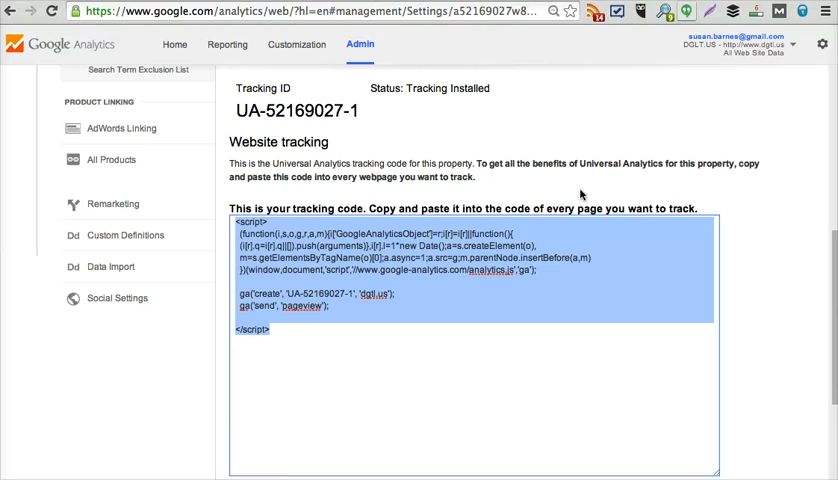 https://www.google.com/analytics/web/?hl=en#management/Settings/a52169027w8...
14
9
6
M
Google Analytics
Home Reporting Customization Admin
susan.barnes@gmail.com
DGLT.US - http://www.dgtl.us
All Web Site Data
Search Term Exclusion List
PRODUCT LINKING
AdWords Linking
All Products
Remarketing
Dd Custom Definitions
Dd Data Import
Social Settings
Tracking ID Status: Tracking Installed
UA-52169027-1
Website tracking
This is the Universal Analytics tracking code for this property. To get all the benefits of Universal Analytics for this property, copy
and paste this code into every webpage you want to track.
This is your tracking code. Copy and paste it into the code of every page you want to track.
<script>
(function(i,s,o,g,r,a,m){i['GoogleAnalyticsObject']=r;i[r]=i[r]||function(){
(i[r].q=i[r].q||[]).push(arguments)},i[r].l=1*new Date();a=s.createElement(o),
m=s.getElementsByTagName(o)[0];a.async=1;a.src=g;m.parentNode.insertBefore(a,m)
})(window,document,'script','//www.google-analytics.com/analytics.js','ga');
ga('create', 'UA-52169027-1', 'dgtl.us');
ga('send', 'pageview');
</script>